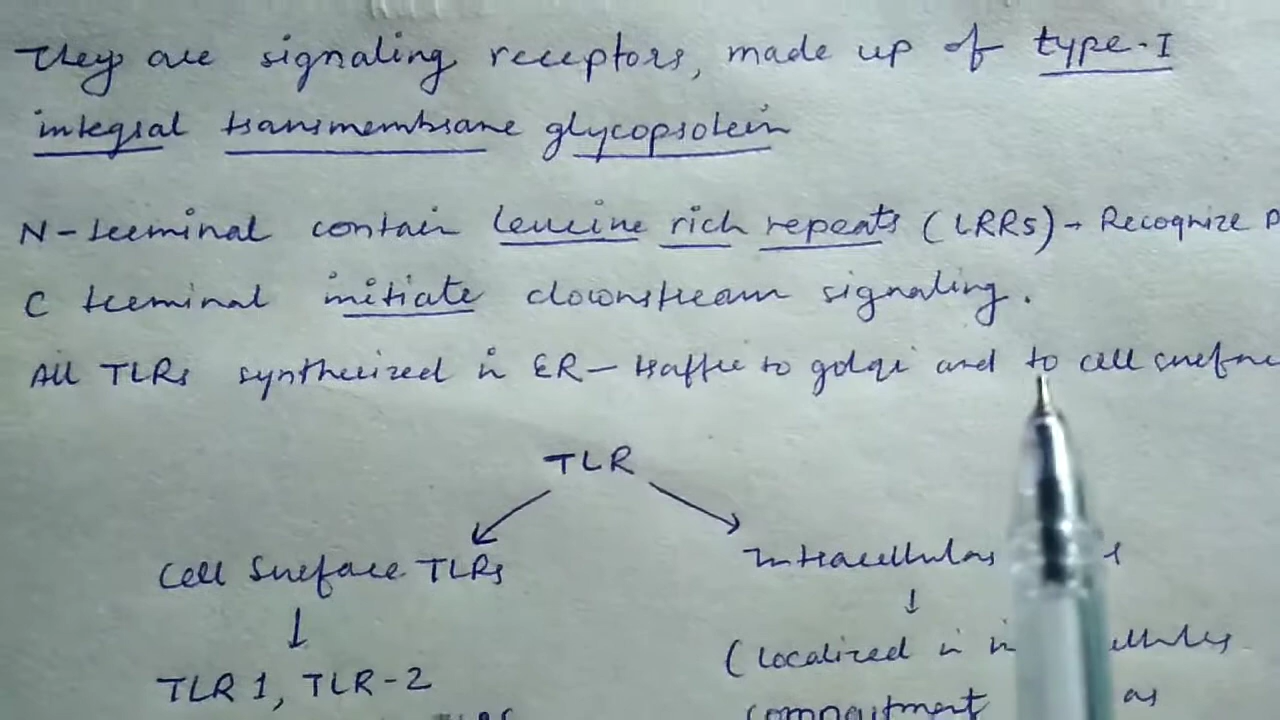 They are signaling receptors, made up of type-I
integral transmembrane glycoprotein
N-terminal contain leucine rich repeats (LRRs) → Recognize P
C terminal initiate downstream signaling.
All TLRs synthesized in ER - traffic to golgi and to cell surface
TLR
Cell Surface TLRs
Intracellular
↓
↓
(localized in
TLR 1, TLR-2
compartment as